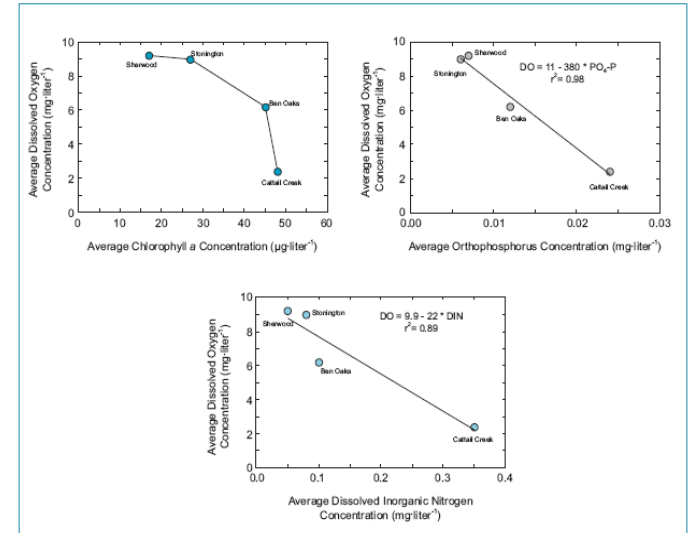 Average Dissolved Oxygen
Concentration (mg·liter⁻¹)
10
8
6
4
2
0
Sherwood
Stonington
Ben Oaks
Cattail Creek
0 10 20 30 40 50 60
Average Chlorophyll a Concentration (µg·liter⁻¹)
Average Dissolved Oxygen
Concentration (mg·liter⁻¹)
10
8
6
4
2
0
Sherwood
Stonington
DO = 11 - 380 * PO₄-P
r² = 0.98
Ben Oaks
Cattail Creek
0.00 0.01 0.02 0.03
Average Orthophosphorus Concentration (mg·liter⁻¹)
Average Dissolved Oxygen
Concentration (mg·liter⁻¹)
10
8
6
4
2
0
Sherwood
Stonington
DO = 9.9 - 22 * DIN
r² = 0.89
Ben Oaks
Cattail Creek
0.0 0.1 0.2 0.3 0.4
Average Dissolved Inorganic Nitrogen
Concentration (mg·liter⁻¹)